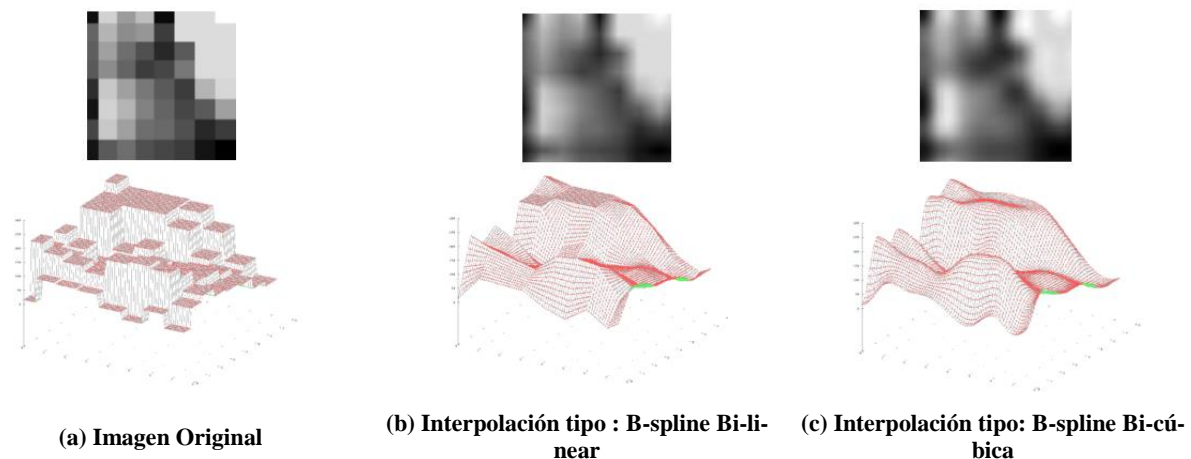 (a) Imagen Original
(b) Interpolación tipo : B-spline Bi-li-
near
(c) Interpolación tipo: B-spline Bi-cú-
bica